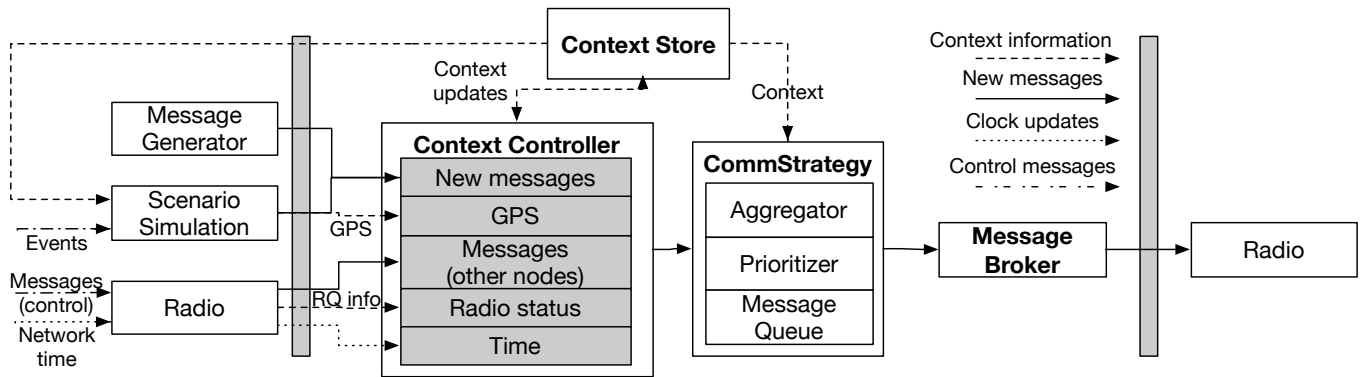 Context Store
Context
updates
Context
Context information
New messages
Clock updates
Control messages
Message
Generator
Scenario
Simulation
Events
GPS
Messages
(control)
Network
time
Radio
RQ info
Context Controller
New messages
GPS
Messages
(other nodes)
Radio status
Time
CommStrategy
Aggregator
Prioritizer
Message
Queue
Message
Broker
Radio